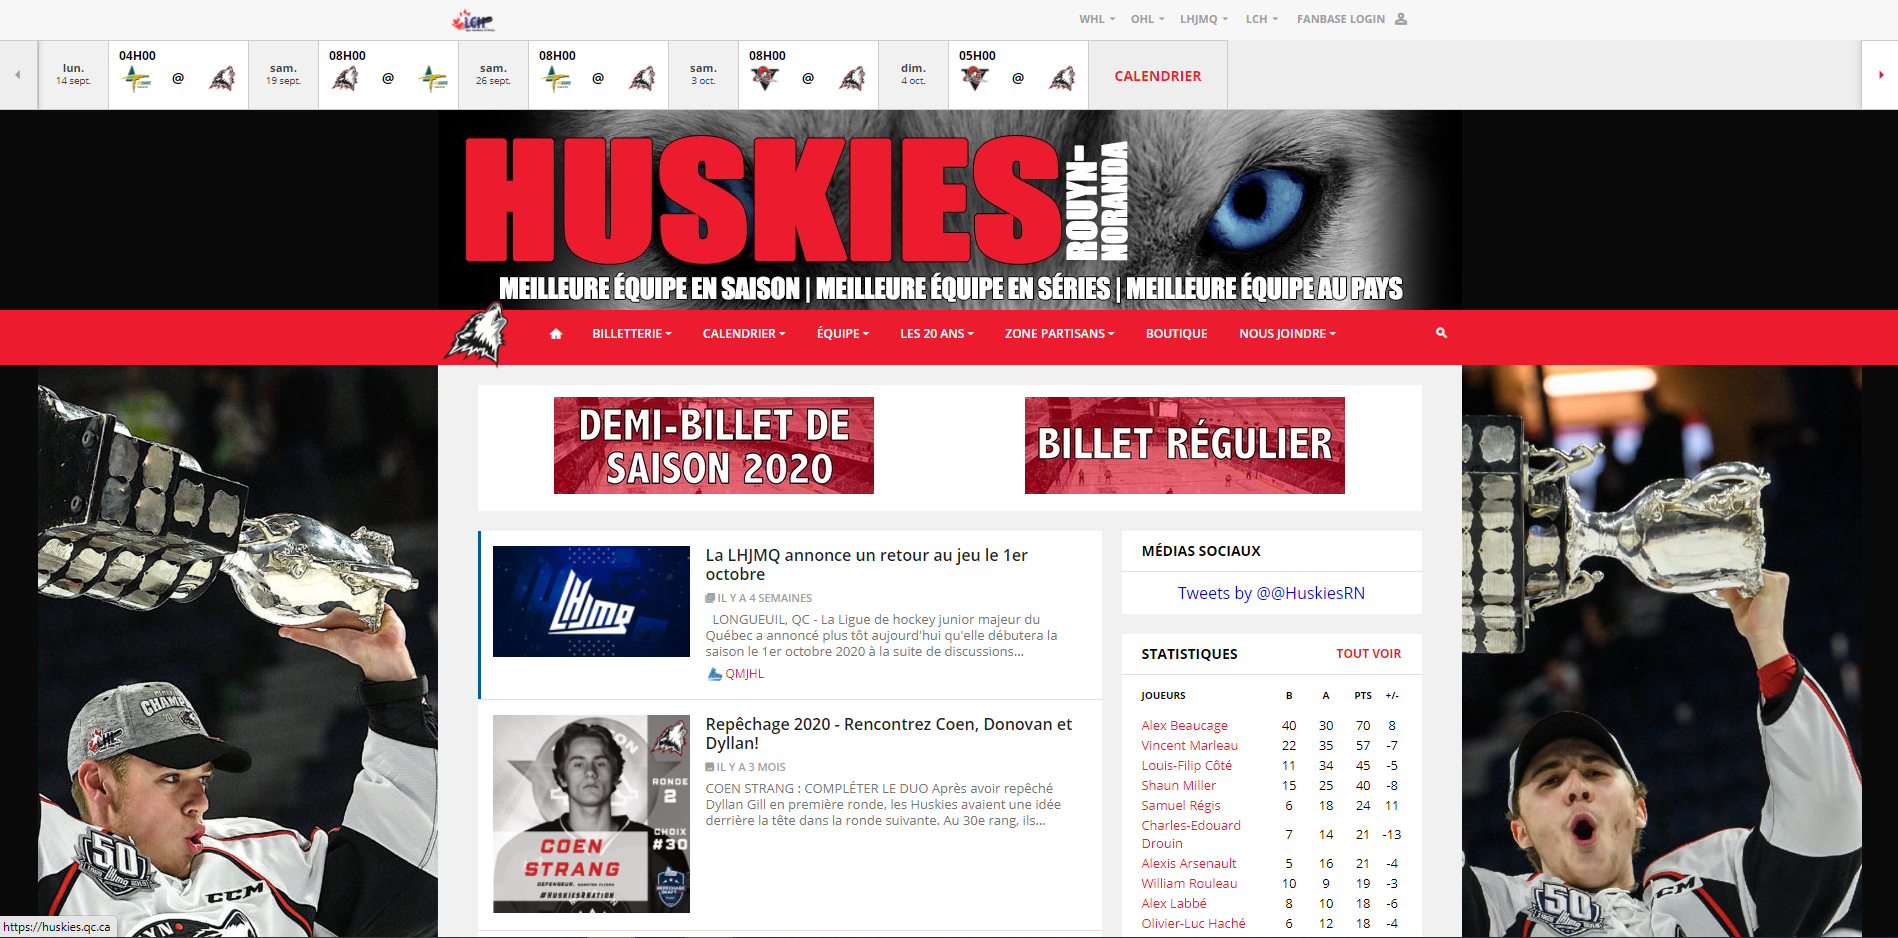 LCH
WHL OHL LHJMQ LCH FANBASE LOGIN
lun. 14 sept.
04H00
@
sam. 19 sept.
08H00
@
sam. 26 sept.
08H00
@
sam. 3 oct.
08H00
@
dim. 4 oct.
05H00
@
CALENDRIER
HUSKIES
ROUYN-
NORANDA
MEILLEURE ÉQUIPE EN SAISON | MEILLEURE ÉQUIPE EN SÉRIES | MEILLEURE ÉQUIPE AU PAYS
BILLETTERIE CALENDRIER ÉQUIPE LES 20 ANS ZONE PARTISANS BOUTIQUE NOUS JOINDRE
DEMI-BILLET DE
SAISON 2020
BILLET RÉGULIER
LHJMQ
La LHJMQ annonce un retour au jeu le 1er
octobre
IL Y A 4 SEMAINES
LONGUEUIL, QC - La Ligue de hockey junior majeur du
Québec a annoncé plus tôt aujourd'hui qu'elle débutera la
saison le 1er octobre 2020 à la suite de discussions...
QMJHL
RONDE
2
CHOIX
#30
COEN
STRANG
#HUSKIESRNATION
Repêchage 2020 - Rencontrez Coen, Donovan et
Dyllan!
IL Y A 3 MOIS
COEN STRANG : COMPLÉTER LE DUO Après avoir repêché
Dyllan Gill en première ronde, les Huskies avaient une idée
derrière la tête dans la ronde suivante. Au 30e rang, ils...
MÉDIAS SOCIAUX
Tweets by @@HuskiesRN
STATISTIQUES TOUT VOIR
JOUEURS B A PTS +/-
Alex Beaucage 40 30 70 8
Vincent Marleau 22 35 57 -7
Louis-Filip Côté 11 34 45 -5
Shaun Miller 15 25 40 -8
Samuel Régis 6 18 24 11
Charles-Edouard
Drouin 7 14 21 -13
Alexis Arsenault 5 16 21 -4
William Rouleau 10 9 19 -3
Alex Labbé 8 10 18 -6
Olivier-Luc Haché 6 12 18 -4
50
CCM
50
CCM
https://huskies.qc.ca